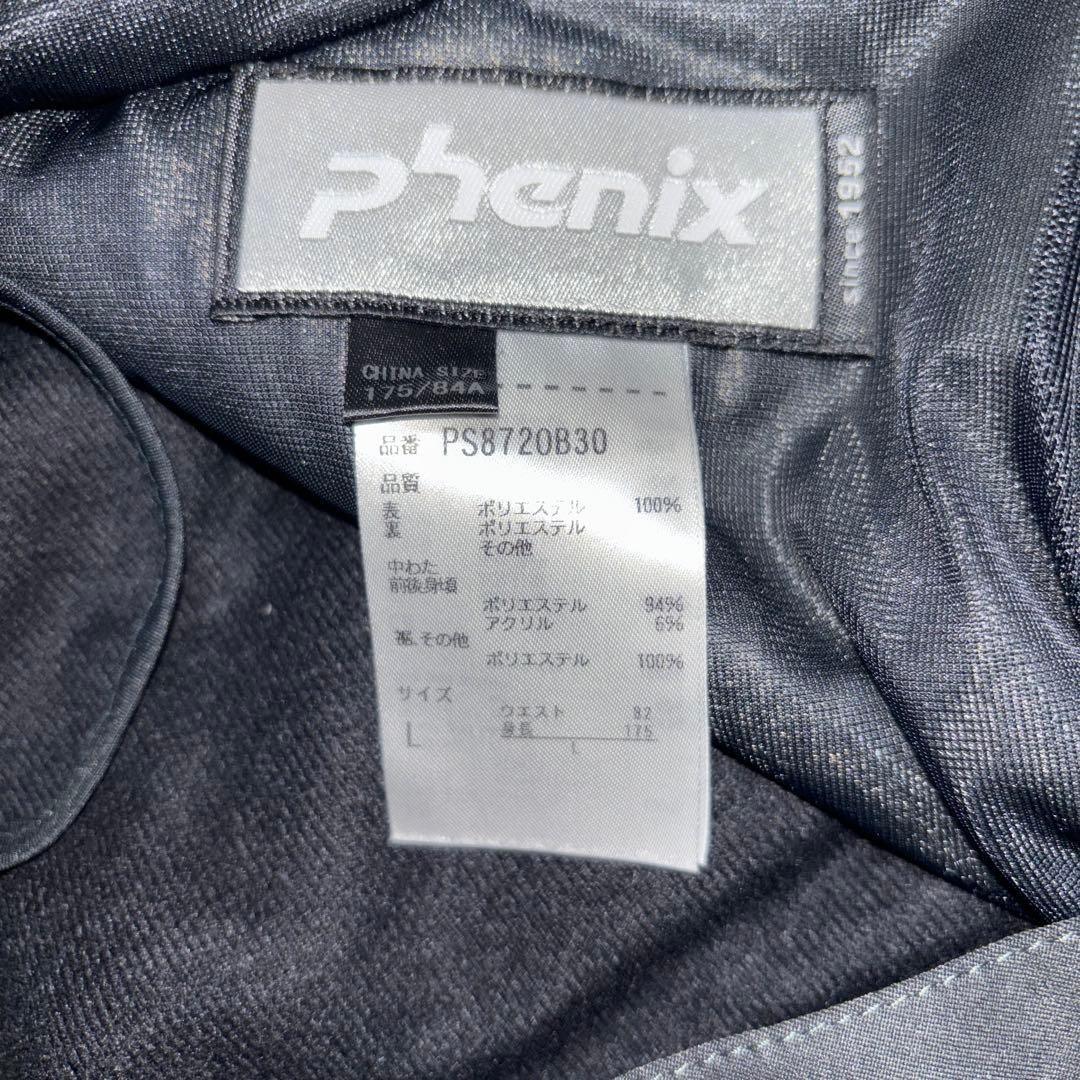 phenix
since 1952
CHINA SIZE
175/84A
品番 PS8720B30
品質
表 ポリエステル 100%
裏 ポリエステル
その他
中わた
前後身頃
ポリエステル 94%
アクリル 6%
裾、その他
ポリエステル 100%
サイズ
ウエスト 82
身長 175
L
L